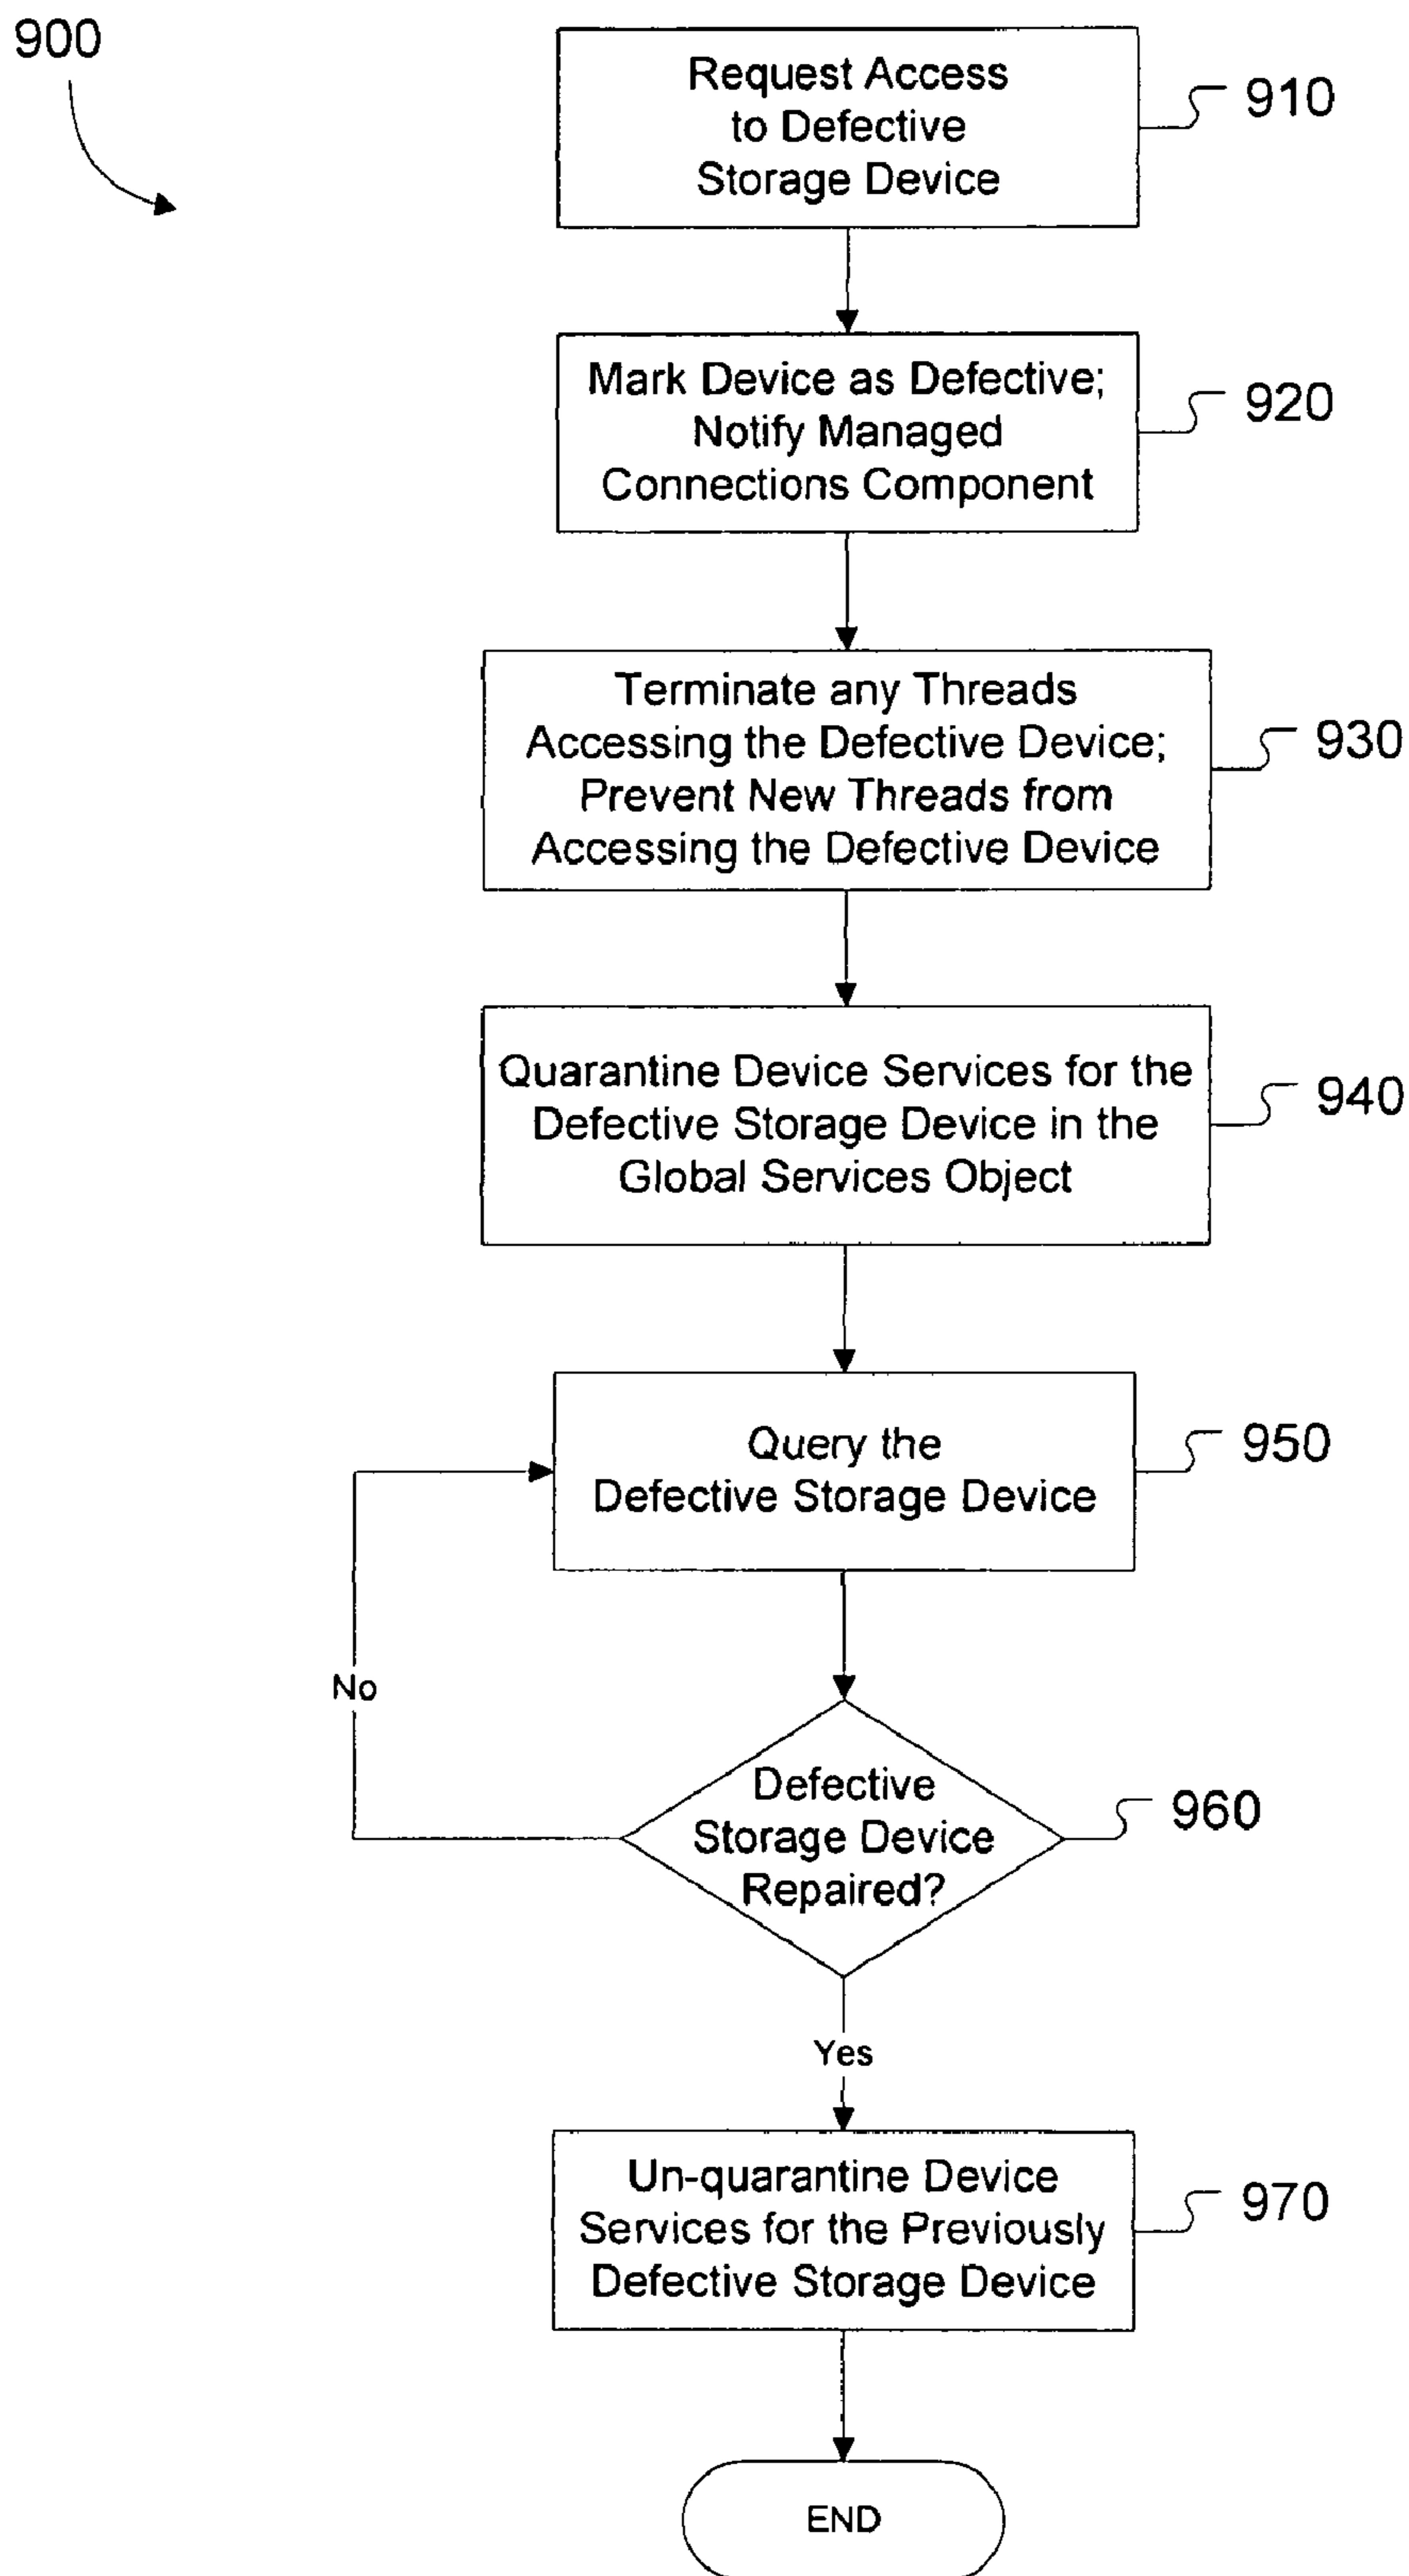 900
Request Access
to Defective
Storage Device
910
Mark Device as Defective;
Notify Managed
Connections Component
920
Terminate any Threads
Accessing the Defective Device;
Prevent New Threads from
Accessing the Defective Device
930
Quarantine Device Services for the
Defective Storage Device in the
Global Services Object
940
Query the
Defective Storage Device
950
No
Defective
Storage Device
Repaired?
960
Yes
Un-quarantine Device
Services for the Previously
Defective Storage Device
970
END